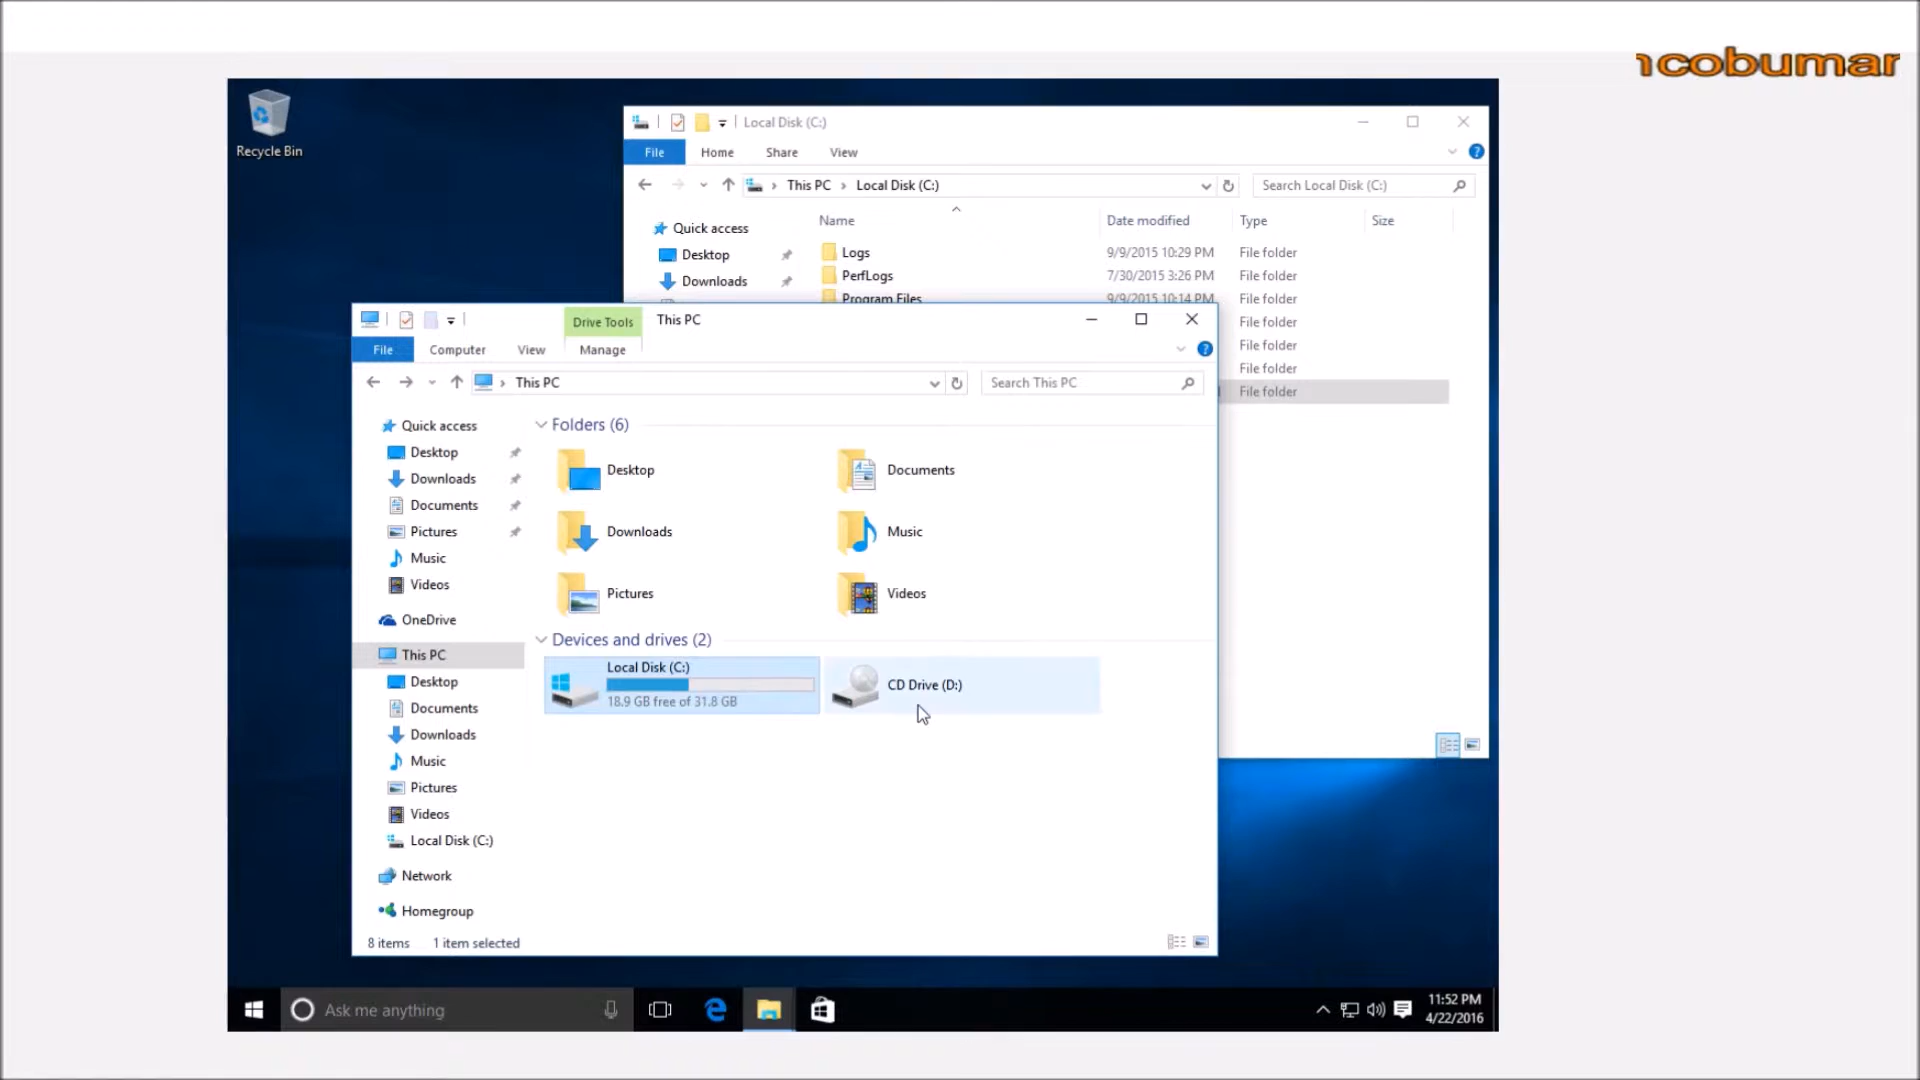 ıcobumar
Recycle Bin
Local Disk (C:)
File Home Share View
This PC Local Disk (C:)
Search Local Disk (C:)
Name Date modified Type Size
Quick access
Desktop
Downloads
Logs 9/9/2015 10:29 PM File folder
PerfLogs 7/30/2015 3:26 PM File folder
Program Files 9/9/2015 10:14 PM File folder
File folder
File folder
File folder
File folder
Drive Tools This PC
File Computer View Manage
This PC
Search This PC
Quick access
Desktop
Downloads
Documents
Pictures
Music
Videos
OneDrive
This PC
Desktop
Documents
Downloads
Music
Pictures
Videos
Local Disk (C:)
Network
Homegroup
Folders (6)
Desktop Documents
Downloads Music
Pictures Videos
Devices and drives (2)
Local Disk (C:)
18.9 GB free of 31.8 GB
CD Drive (D:)
8 items 1 item selected
Ask me anything
11:52 PM
4/22/2016